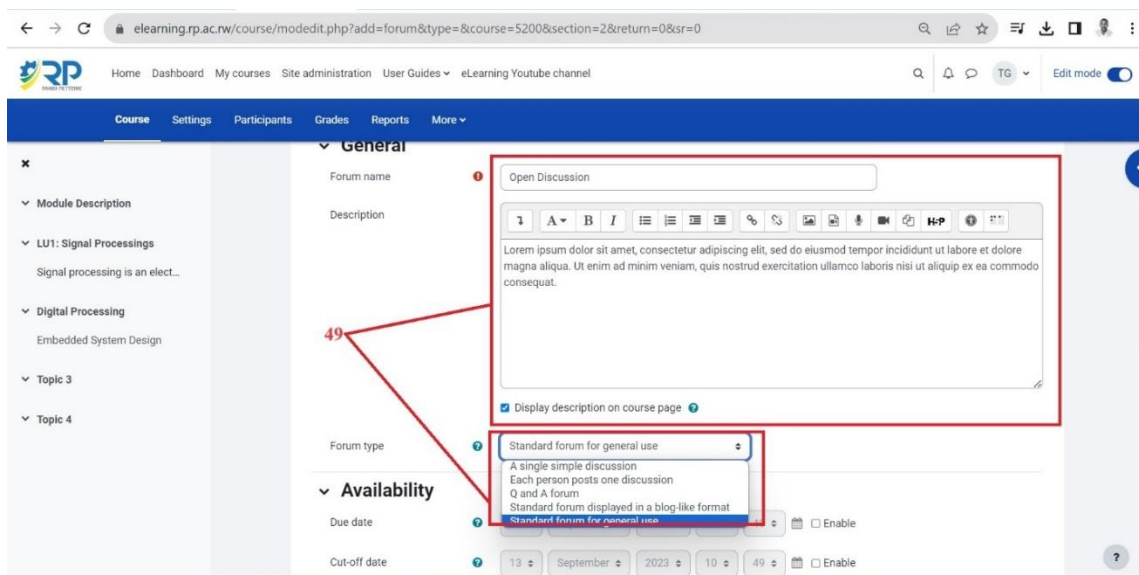 elearning.rp.ac.rw/course/modedit.php?add=forum&type=&course=5200&section=2&return=0&sr=0
RP
Home Dashboard My courses Site administration User Guides eLearning Youtube channel TG Edit mode
Course Settings Participants Grades Reports More
General
Forum name Open Discussion
Module Description
Description
A B I H-P
LU1: Signal Processings
Signal processing is an elect...
Lorem ipsum dolor sit amet, consectetur adipiscing elit, sed do eiusmod tempor incididunt ut labore et dolore
magna aliqua. Ut enim ad minim veniam, quis nostrud exercitation ullamco laboris nisi ut aliquip ex ea commodo
consequat.
Digital Processing
Embedded System Design
49
Topic 3
Topic 4
Display description on course page
Forum type Standard forum for general use
A single simple discussion
Each person posts one discussion
Q and A forum
Standard forum displayed in a blog-like format
Standard forum for general use
Availability
Due date Enable
Cut-off date 13 September 2023 10 49 Enable
?